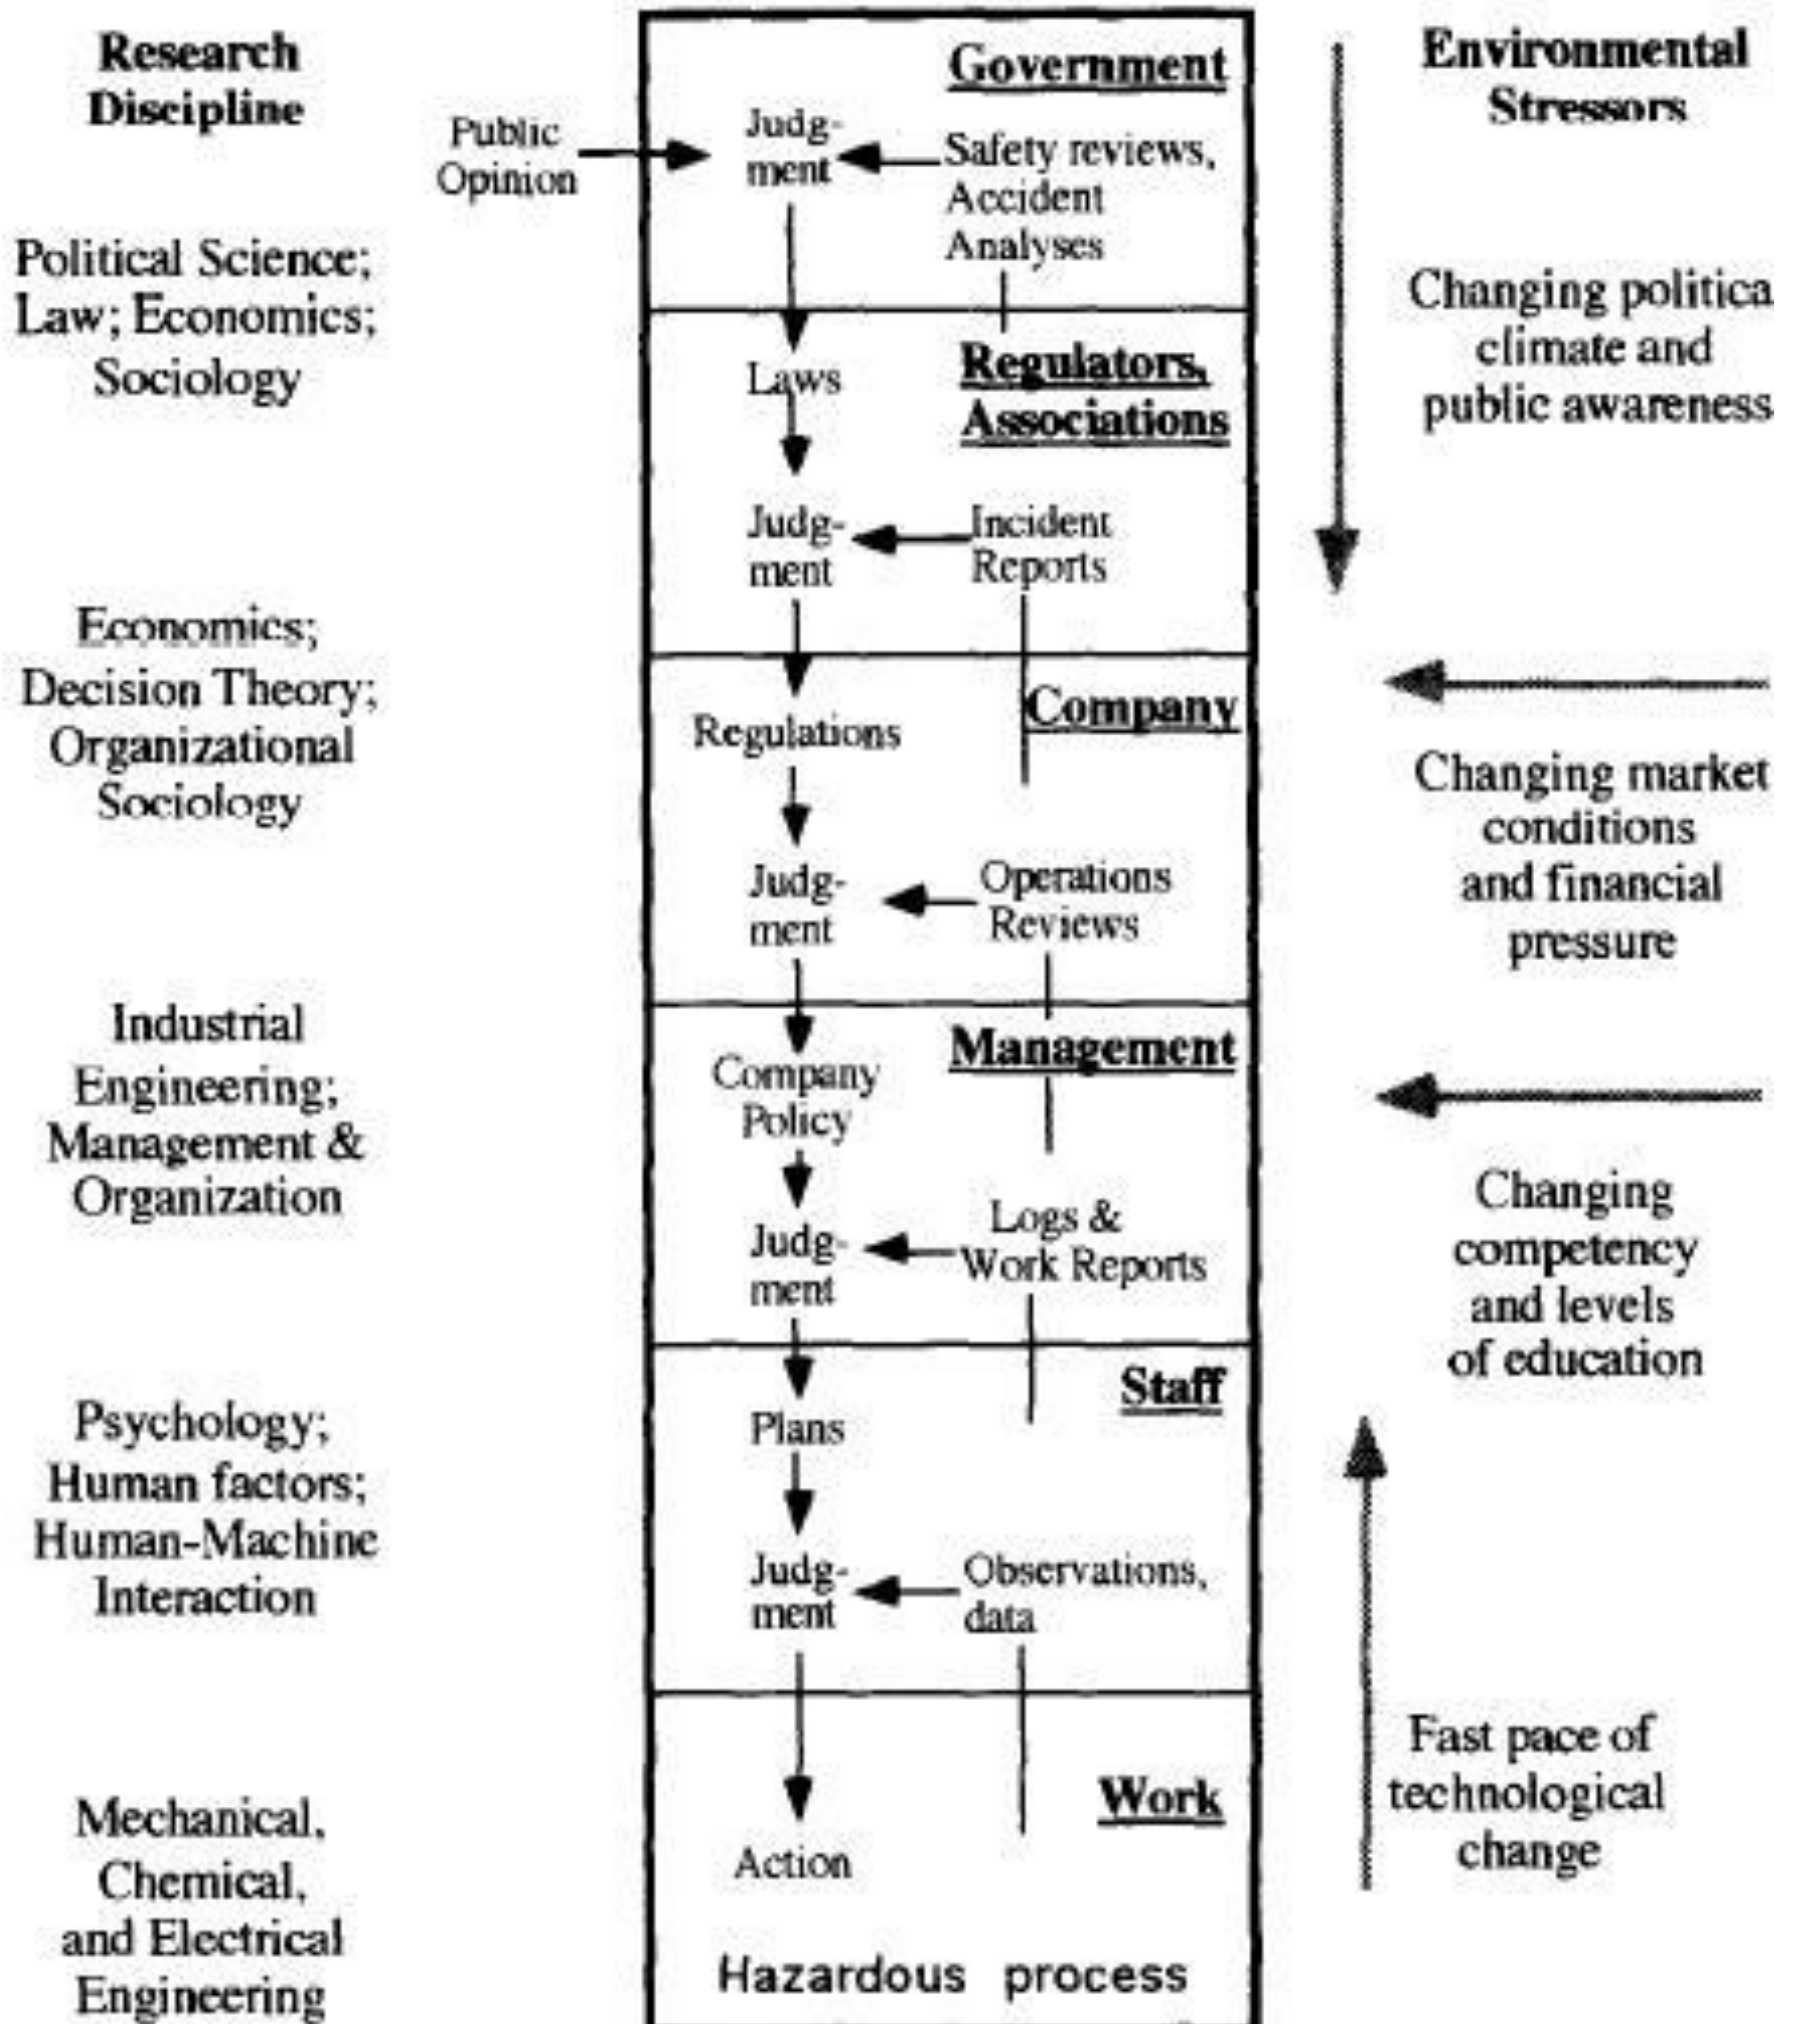 Research
Discipline
Public
Opinion
Political Science;
Law; Economics;
Sociology
Economics;
Decision Theory;
Organizational
Sociology
Industrial
Engineering;
Management &
Organization
Psychology;
Human factors;
Human-Machine
Interaction
Mechanical,
Chemical,
and Electrical
Engineering
Government
Judg-
ment
Safety reviews,
Accident
Analyses
Laws
Regulators,
Associations
Judg-
ment
Incident
Reports
Regulations
Company
Judg-
ment
Operations
Reviews
Management
Company
Policy
Judg-
ment
Logs &
Work Reports
Staff
Plans
Judg-
ment
Observations,
data
Work
Action
Hazardous process
Environmental
Stressors
Changing politica
climate and
public awareness
Changing market
conditions
and financial
pressure
Changing
competency
and levels
of education
Fast pace of
technological
change